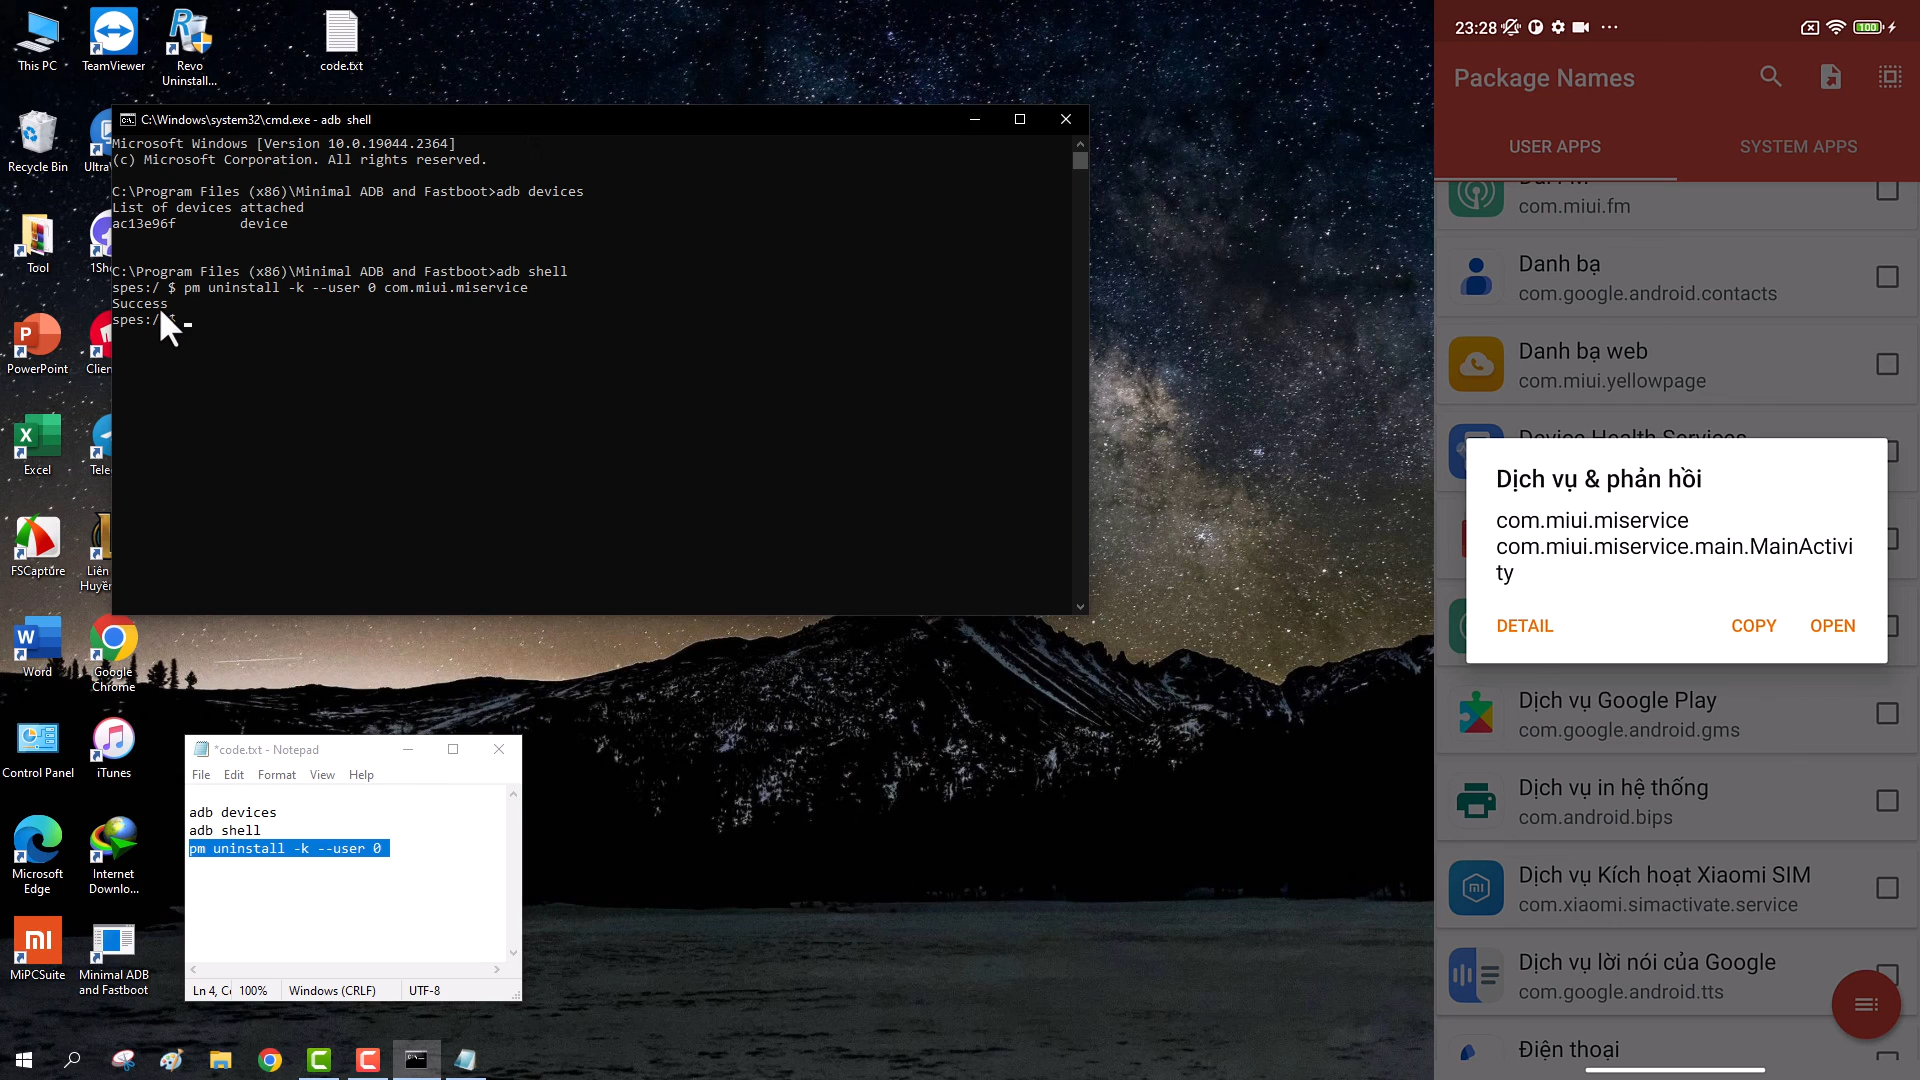 This PC
TeamViewer
Revo
Uninstall...
code.txt
Recycle Bin
Tool
PowerPoint
Excel
FSCapture
Word
Google
Chrome
Control Panel
iTunes
Microsoft
Edge
Internet
Downlo...
MiPCSuite
Minimal ADB
and Fastboot
C:\Windows\system32\cmd.exe - adb  shell
Microsoft Windows [Version 10.0.19044.2364]
(c) Microsoft Corporation. All rights reserved.
C:\Program Files (x86)\Minimal ADB and Fastboot>adb devices
List of devices attached
ac13e96f        device
C:\Program Files (x86)\Minimal ADB and Fastboot>adb shell
spes:/ $ pm uninstall -k --user 0 com.miui.miservice
Success
spes:/ $
*code.txt - Notepad
File Edit Format View Help
adb devices
adb shell
pm uninstall -k --user 0
Ln 4, C 100% Windows (CRLF) UTF-8
23:28
100
Package Names
USER APPS SYSTEM APPS
com.miui.fm
Danh bạ
com.google.android.contacts
Danh bạ web
com.miui.yellowpage
Device Health Services
Dịch vụ & phản hồi
com.miui.miservice
com.miui.miservice.main.MainActivi
ty
DETAIL COPY OPEN
Dịch vụ Google Play
com.google.android.gms
Dịch vụ in hệ thống
com.android.bips
Dịch vụ Kích hoạt Xiaomi SIM
com.xiaomi.simactivate.service
Dịch vụ lời nói của Google
com.google.android.tts
Điện thoại